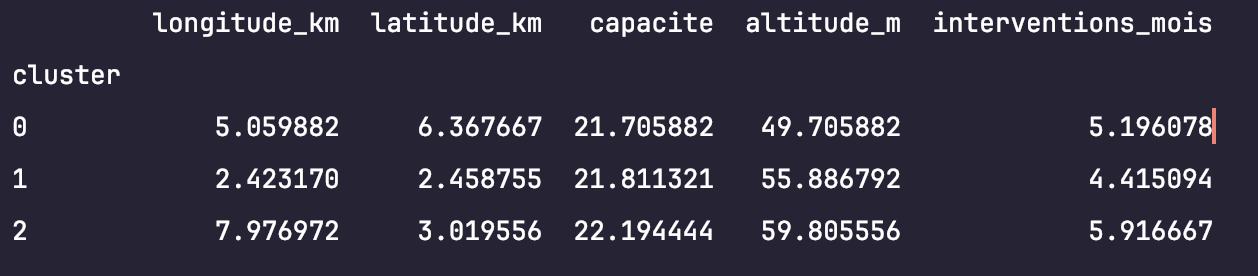 longitude_km latitude_km capacite altitude_m interventions_mois
cluster
0 5.059882 6.367667 21.705882 49.705882 5.196078
1 2.423170 2.458755 21.811321 55.886792 4.415094
2 7.976972 3.019556 22.194444 59.805556 5.916667